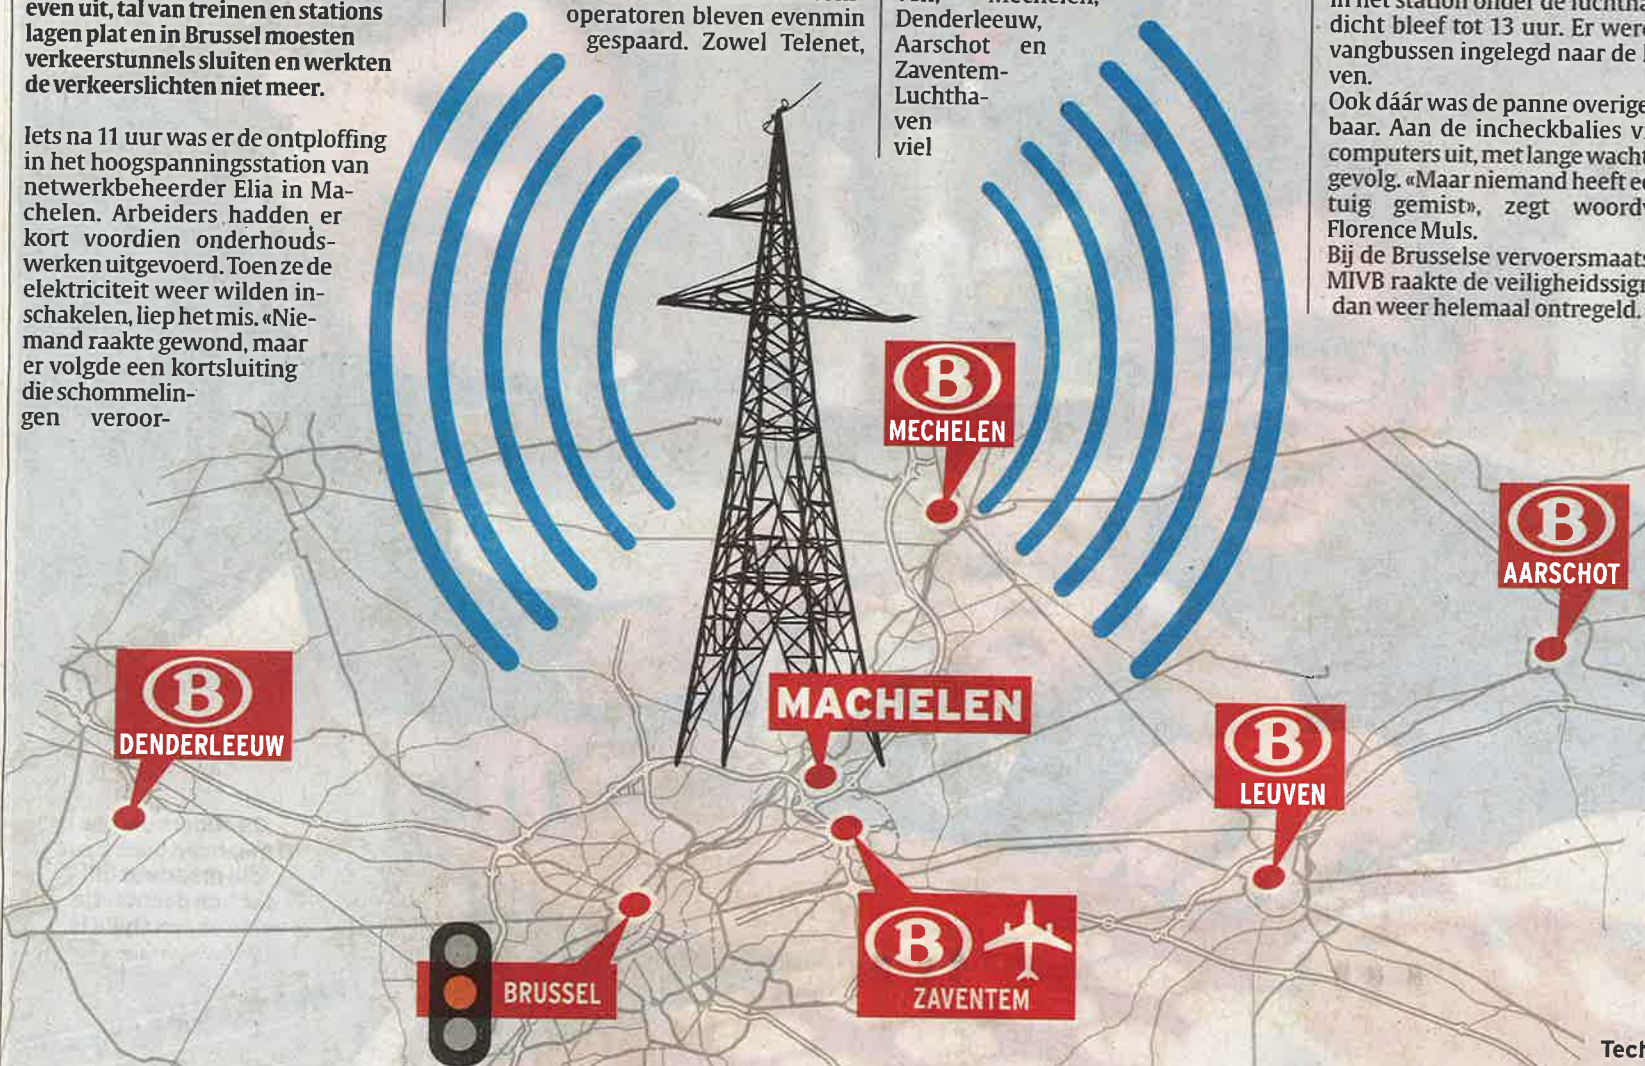 even uit, tal van treinen en stations
lagen plat en in Brussel moesten
verkeerstunnels sluiten en werkten
de verkeerslichten niet meer.
Iets na 11 uur was er de ontploffing
in het hoogspanningsstation van
netwerkbeheerder Elia in Ma-
chelen. Arbeiders hadden er
kort voordien onderhouds-
werken uitgevoerd. Toen ze de
elektriciteit weer wilden in-
schakelen, liep het mis. «Nie-
mand raakte gewond, maar
er volgde een kortsluiting
die schommelin-
gen veroor-
operatoren bleven evenmin
gespaard. Zowel Telenet,
Denderleeuw,
Aarschot en
Zaventem-
Luchtha-
ven
viel
in het station onder de
dicht bleef tot 13 uur. Er
vangbussen ingelegd naar de
ven.
Ook dáár was de panne
baar. Aan de incheckbalies
computers uit, met lange
gevolg. «Maar niemand heeft
tuig gemist», zegt
Florence Muls.
Bij de Brusselse
MIVB raakte de
dan weer helemaal ontregeld.
B
MECHELEN
B
AARSCHOT
B
DENDERLEEUW
MACHELEN
B
LEUVEN
BRUSSEL
B
ZAVENTEM
Tech